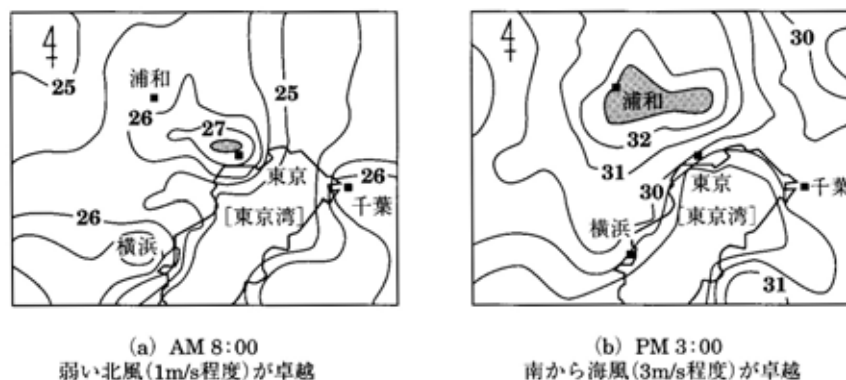 4
25
浦和
26
25
27
東京
26
千葉
[東京湾]
26
横浜
(a) AM 8:00
弱い北風(1m/s程度)が卓越
4
30
浦和
32
31
30
東京
千葉
横浜
[東京湾]
31
(b) PM 3:00
南から海風(3m/s程度)が卓越